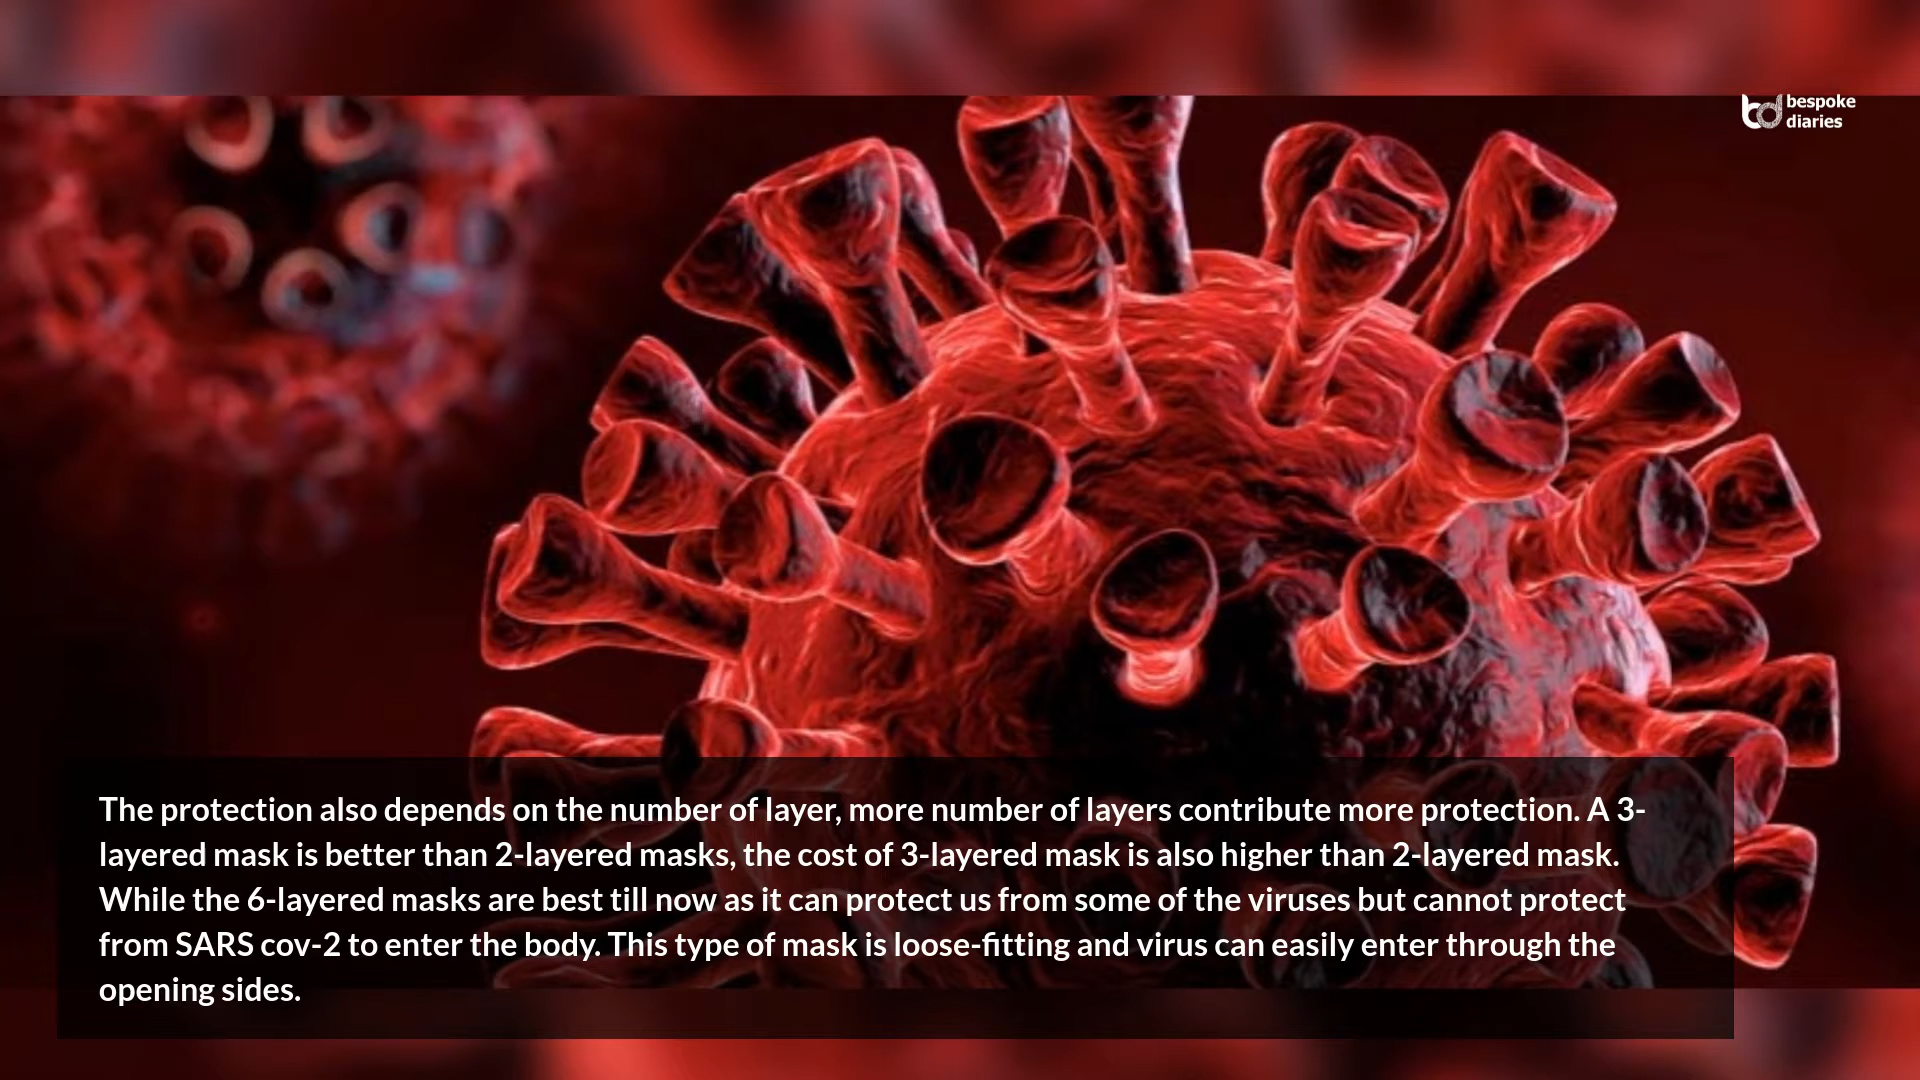 bespoke
diaries
The protection also depends on the number of layer, more number of layers contribute more protection. A 3-
layered mask is better than 2-layered masks, the cost of 3-layered mask is also higher than 2-layered mask.
While the 6-layered masks are best till now as it can protect us from some of the viruses but cannot protect
from SARS cov-2 to enter the body. This type of mask is loose-fitting and virus can easily enter through the
opening sides.